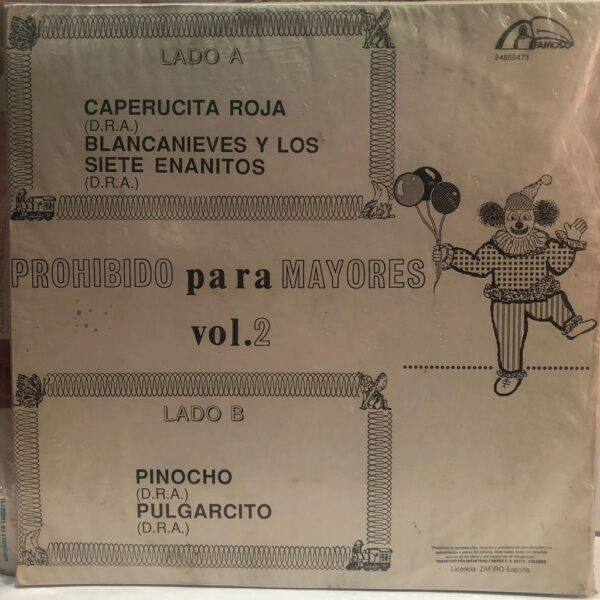 LADO A
FAMOSO
24800473
CAPERUCITA ROJA
(D.R.A.)
BLANCANIEVES Y LOS
SIETE ENANITOS
(D.R.A.)
PROHIBIDO para MAYORES
vol.2
LADO B
PINOCHO
(D.R.A.)
PULGARCITO
(D.R.A.)
Licencia: ZAFIRO-España.